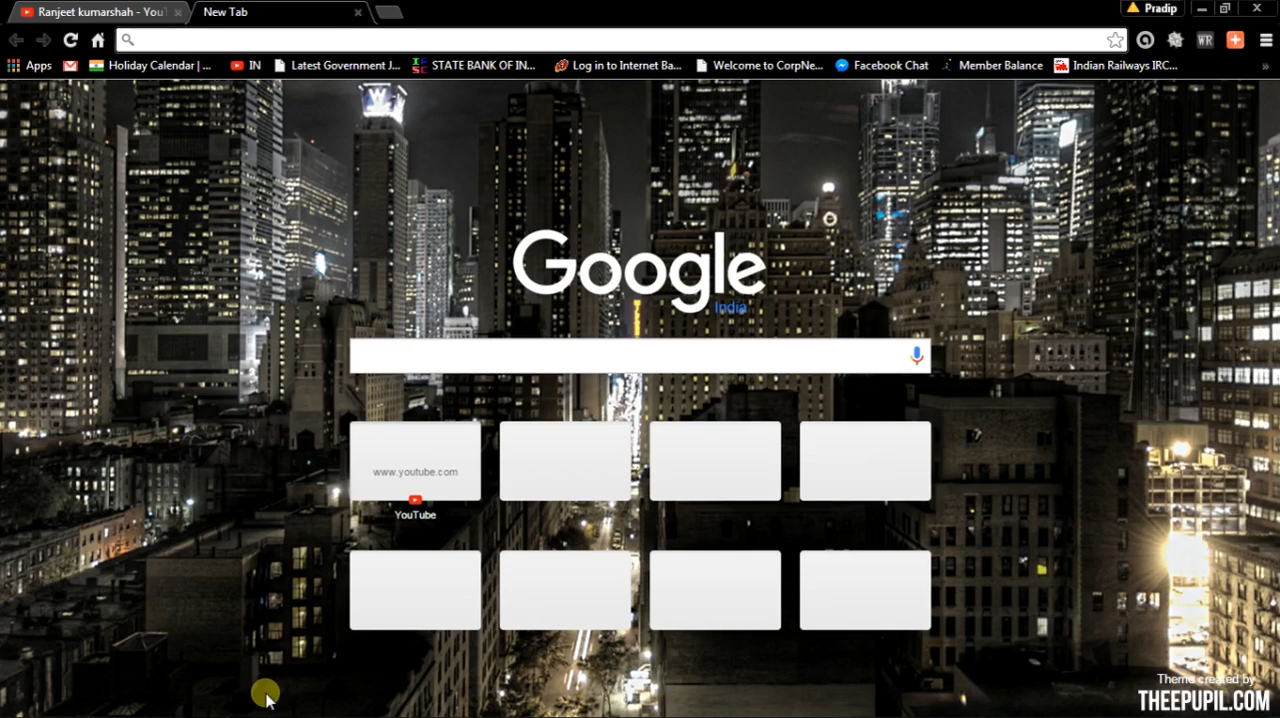 Ranjeet kumarshah - YouT
New Tab
Pradip
Apps
Holiday Calendar | ...
IN
Latest Government J...
STATE BANK OF IN...
Log in to Internet Ba...
Welcome to CorpNe...
Facebook Chat
Member Balance
Indian Railways IRC...
»
WR
W
Google
India
www.youtube.com
YouTube
Theme created by
THEEPUPIL.COM